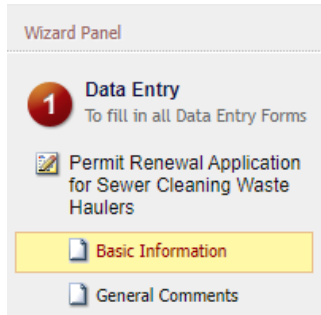 Wizard Panel
1
Data Entry
To fill in all Data Entry Forms
Permit Renewal Application
for Sewer Cleaning Waste
Haulers
Basic Information
General Comments